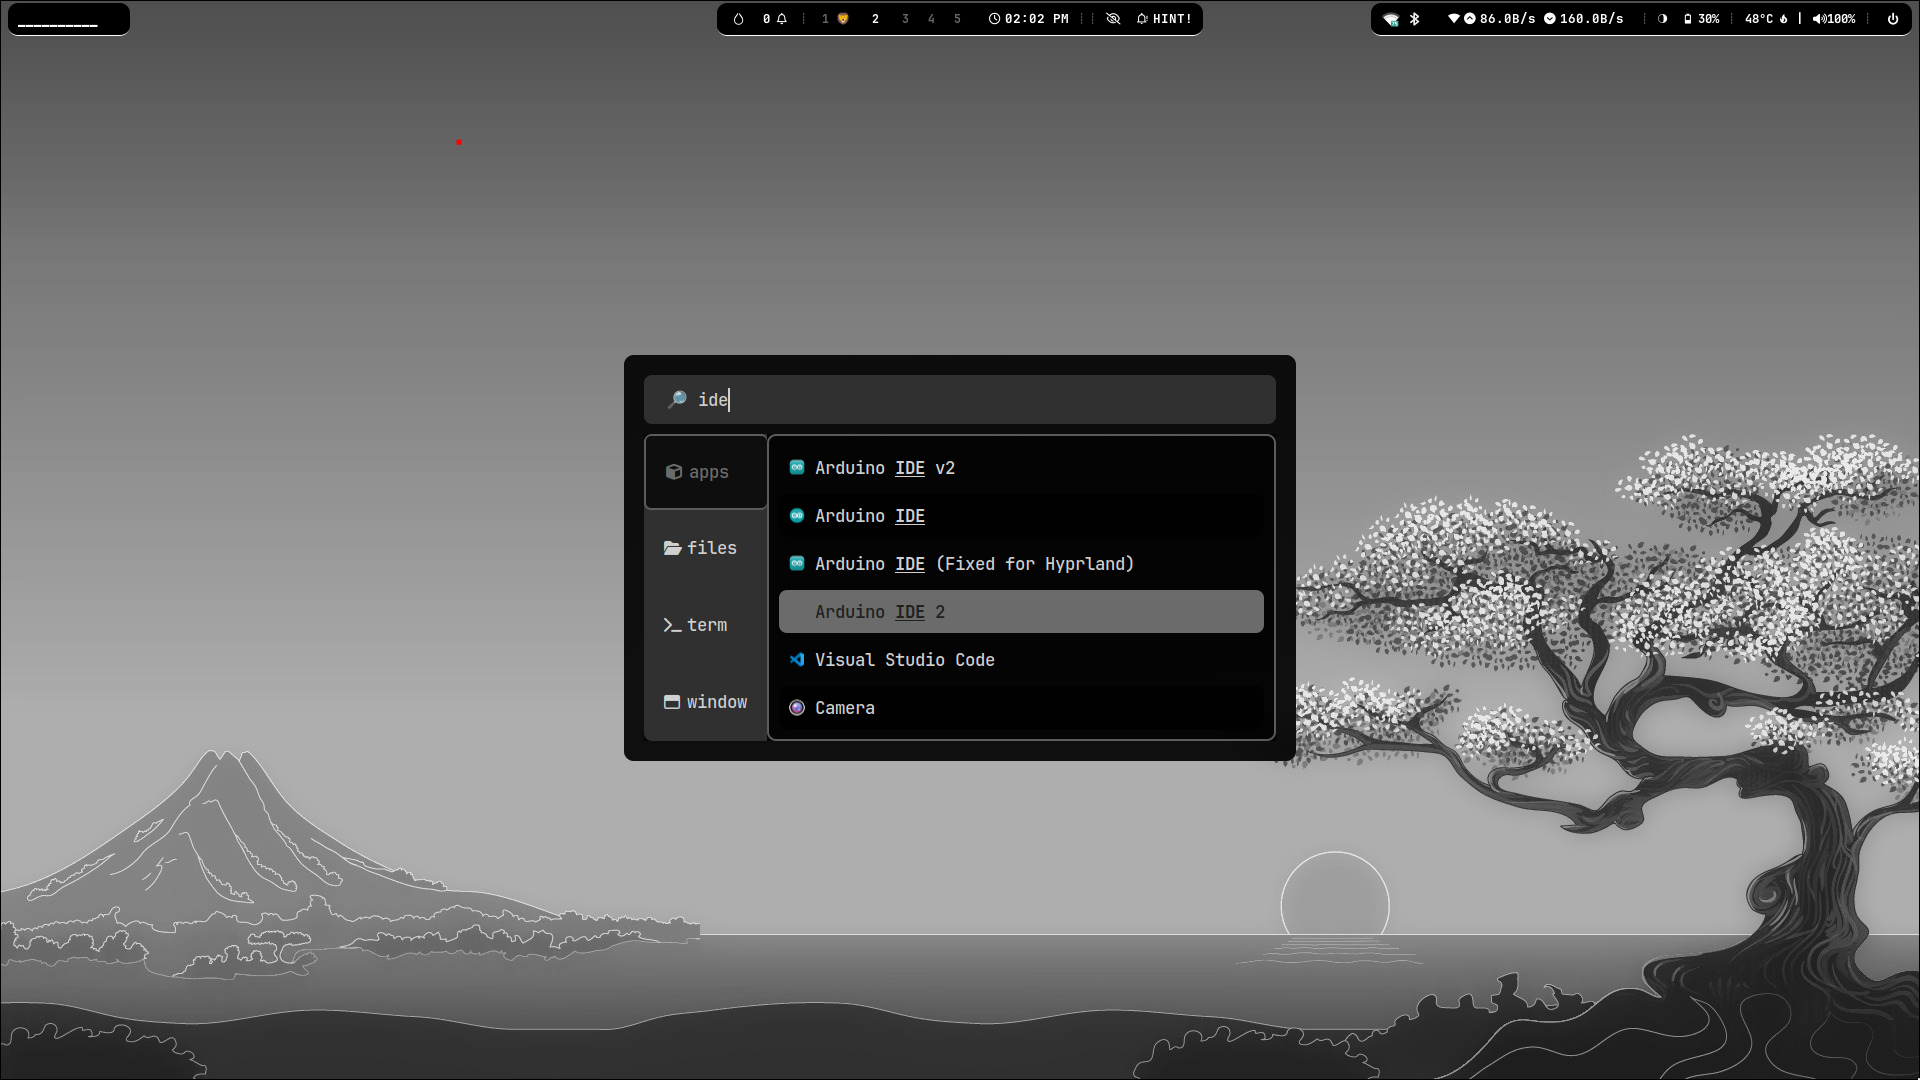 __________
0 1 2 3 4 5 02:02 PM HINT!
86.0B/s 160.0B/s 30% 48°C 100%
ide
apps
files
term
window
Arduino IDE v2
Arduino IDE
Arduino IDE (Fixed for Hyprland)
Arduino IDE 2
Visual Studio Code
Camera